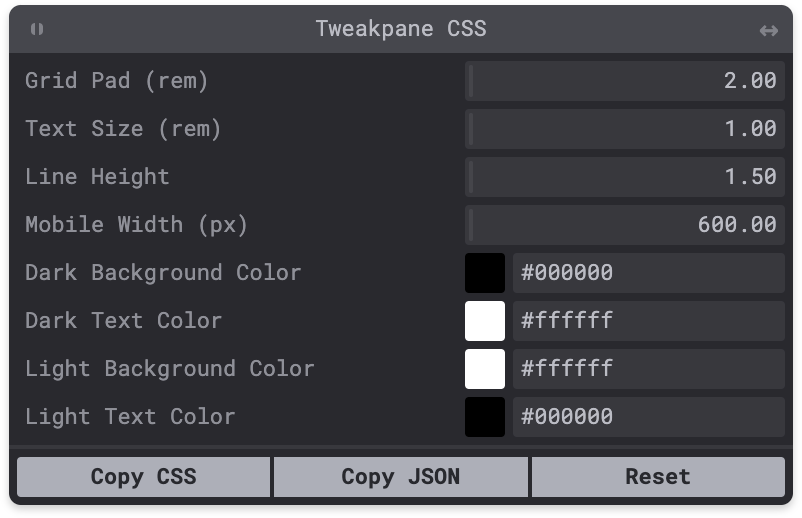 Tweakpane CSS
Grid Pad (rem) 2.00
Text Size (rem) 1.00
Line Height 1.50
Mobile Width (px) 600.00
Dark Background Color #000000
Dark Text Color #ffffff
Light Background Color #ffffff
Light Text Color #000000
Copy CSS Copy JSON Reset